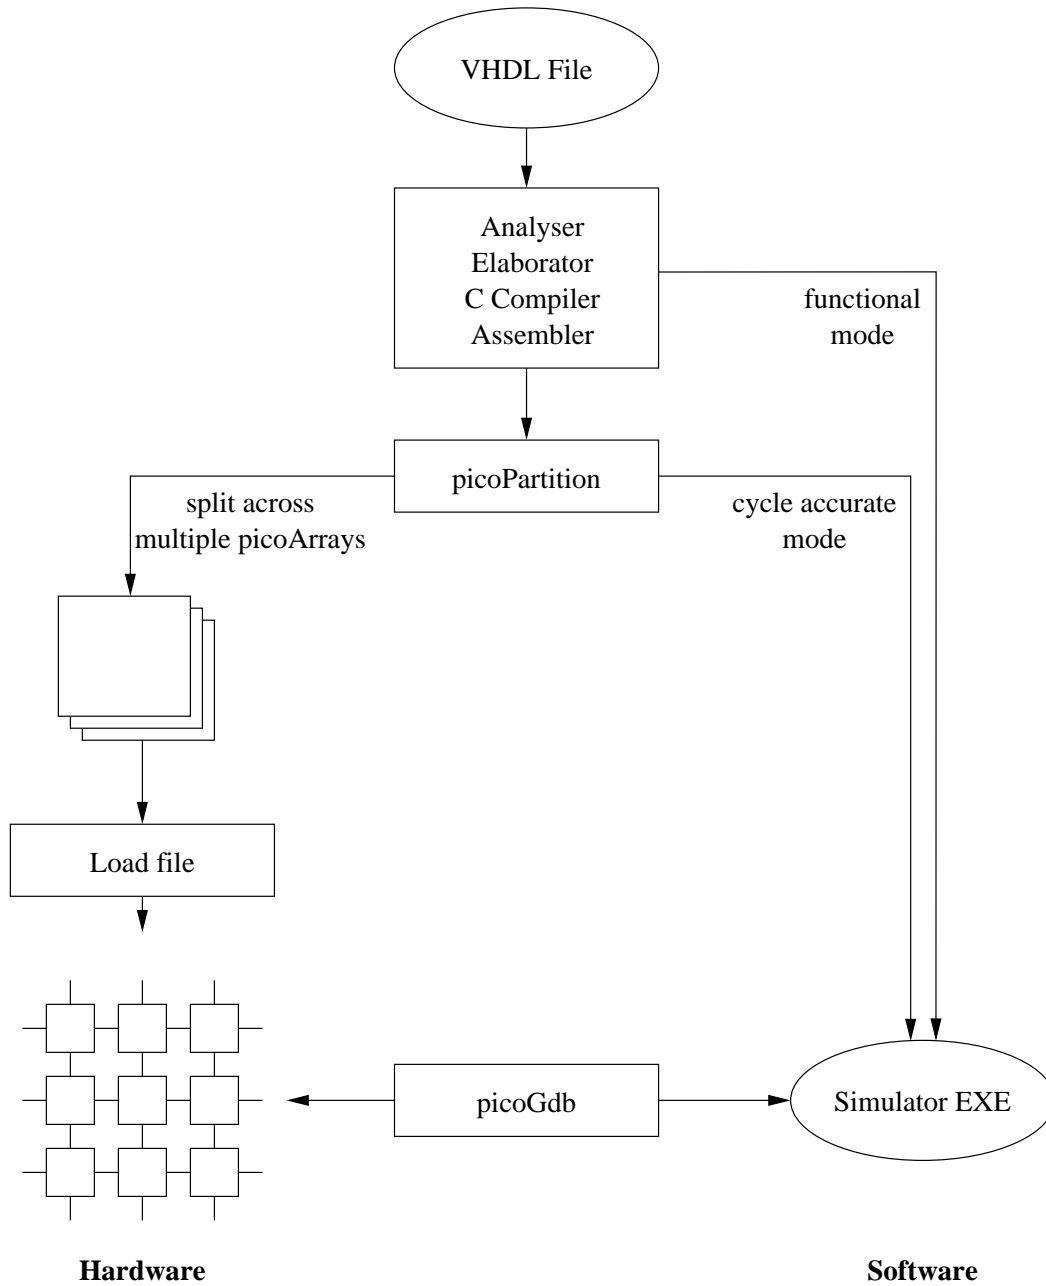 VHDL File
Analyser
Elaborator
C Compiler
Assembler
functional
mode
picoPartition
split across
multiple picoArrays
cycle accurate
mode
Load file
picoGdb
Simulator EXE
Hardware
Software